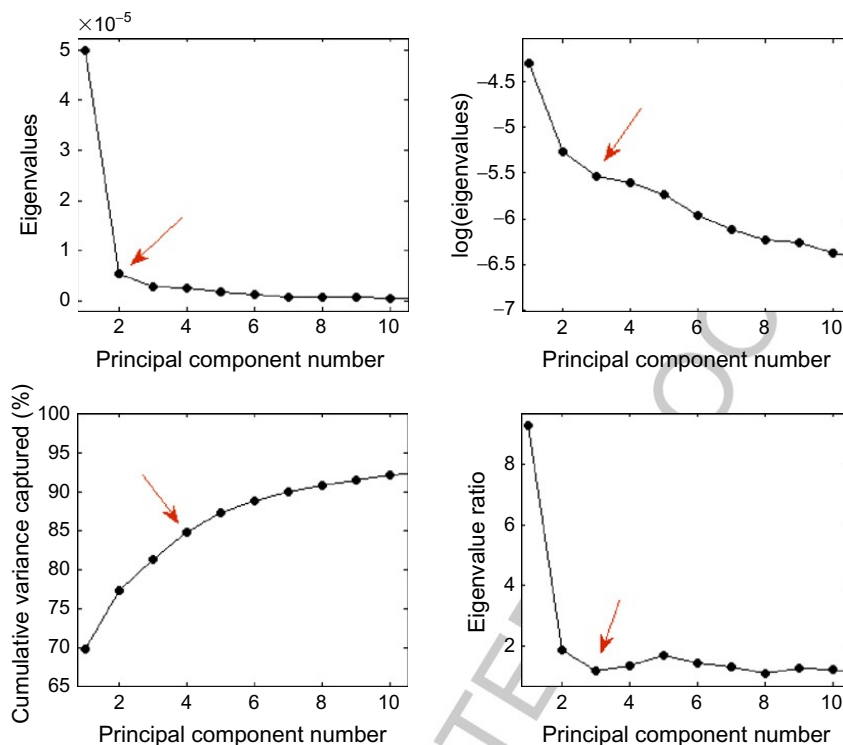 ×10–5
5
4
3
2
1
0
Eigenvalues
2 4 6 8 10
Principal component number
–4.5
–5
–5.5
–6
–6.5
–7
log(eigenvalues)
2 4 6 8 10
Principal component number
100
95
90
85
80
75
70
65
Cumulative variance captured (%)
2 4 6 8 10
Principal component number
8
6
4
2
Eigenvalue ratio
2 4 6 8 10
Principal component number